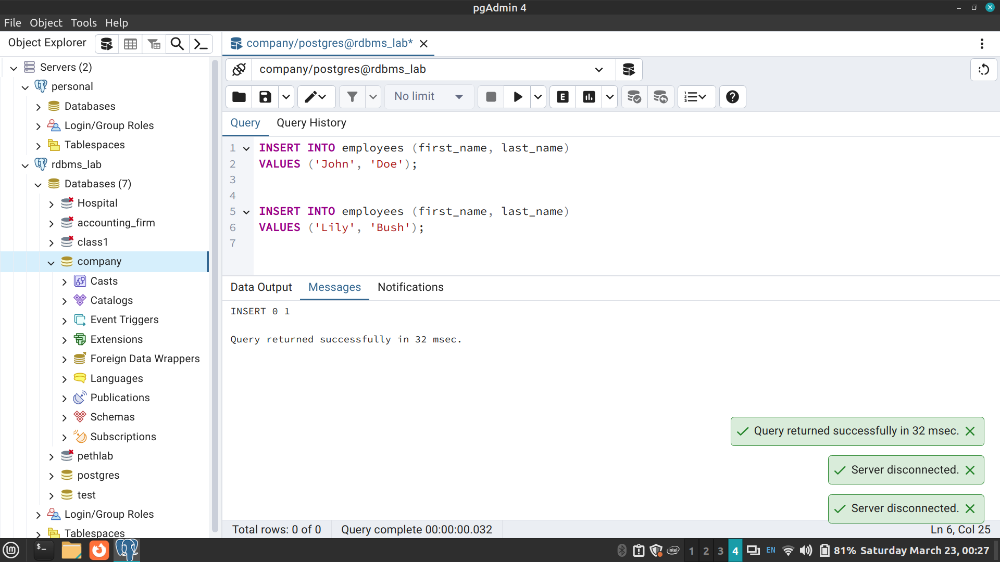 pgAdmin 4
File Object Tools Help
Object Explorer
company/postgres@rdbms_lab*
Servers (2)
personal
Databases
Login/Group Roles
Tablespaces
rdbms_lab
Databases (7)
Hospital
accounting_firm
class1
company
Casts
Catalogs
Event Triggers
Extensions
Foreign Data Wrappers
Languages
Publications
Schemas
Subscriptions
pethlab
postgres
test
Login/Group Roles
Tablespaces
company/postgres@rdbms_lab
No limit
E
Query Query History
1 INSERT INTO employees (first_name, last_name)
2 VALUES ('John', 'Doe');
3
4
5 INSERT INTO employees (first_name, last_name)
6 VALUES ('Lily', 'Bush');
7
Data Output Messages Notifications
INSERT 0 1
Query returned successfully in 32 msec.
Query returned successfully in 32 msec.
Server disconnected.
Server disconnected.
Total rows: 0 of 0 Query complete 00:00:00.032 Ln 6, Col 25
lm $_ intel 1 2 3 4 EN 81% Saturday March 23, 00:27